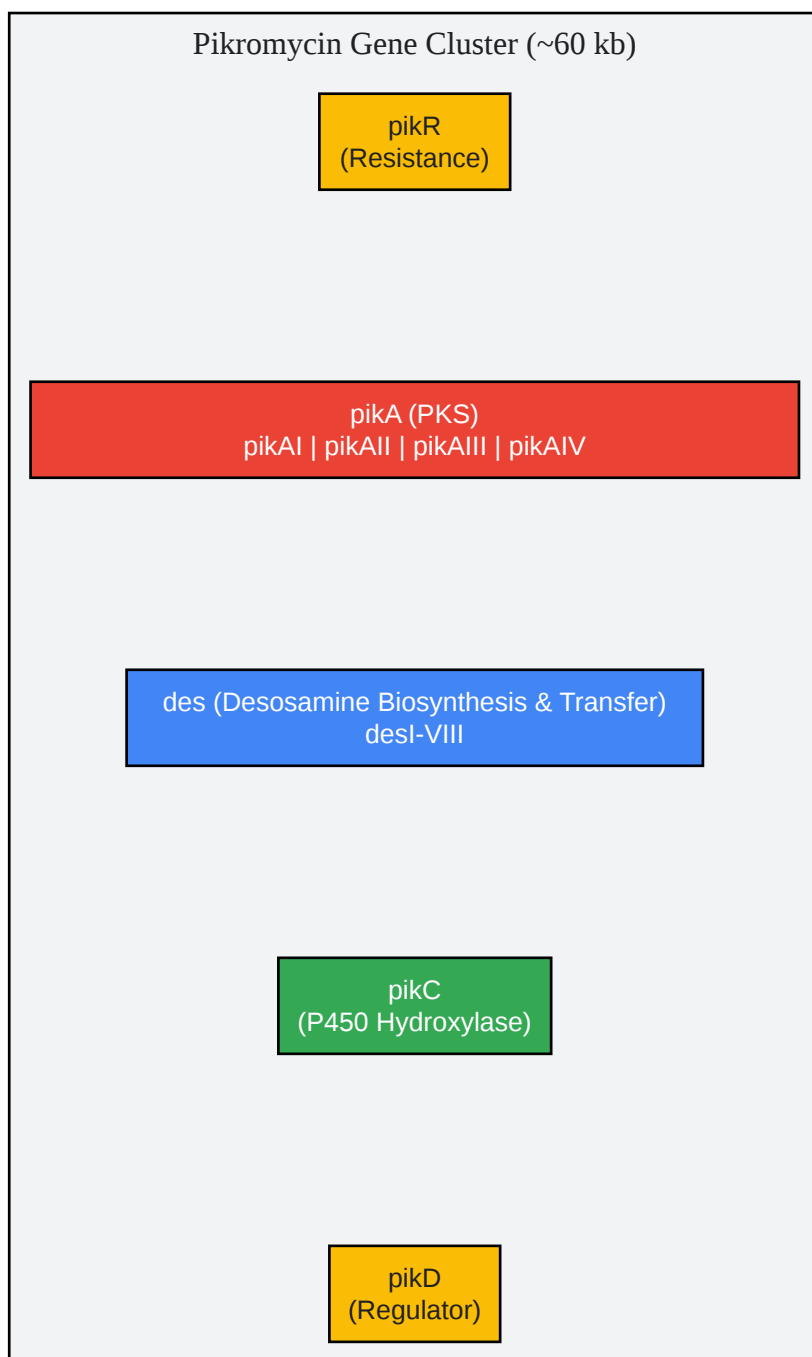 Pikromycin Gene Cluster (~60 kb)
pikR
(Resistance)
pikA (PKS)
pikAI | pikAII | pikAIII | pikAIV
des (Desosamine Biosynthesis & Transfer)
desI-VIII
pikC
(P450 Hydroxylase)
pikD
(Regulator)